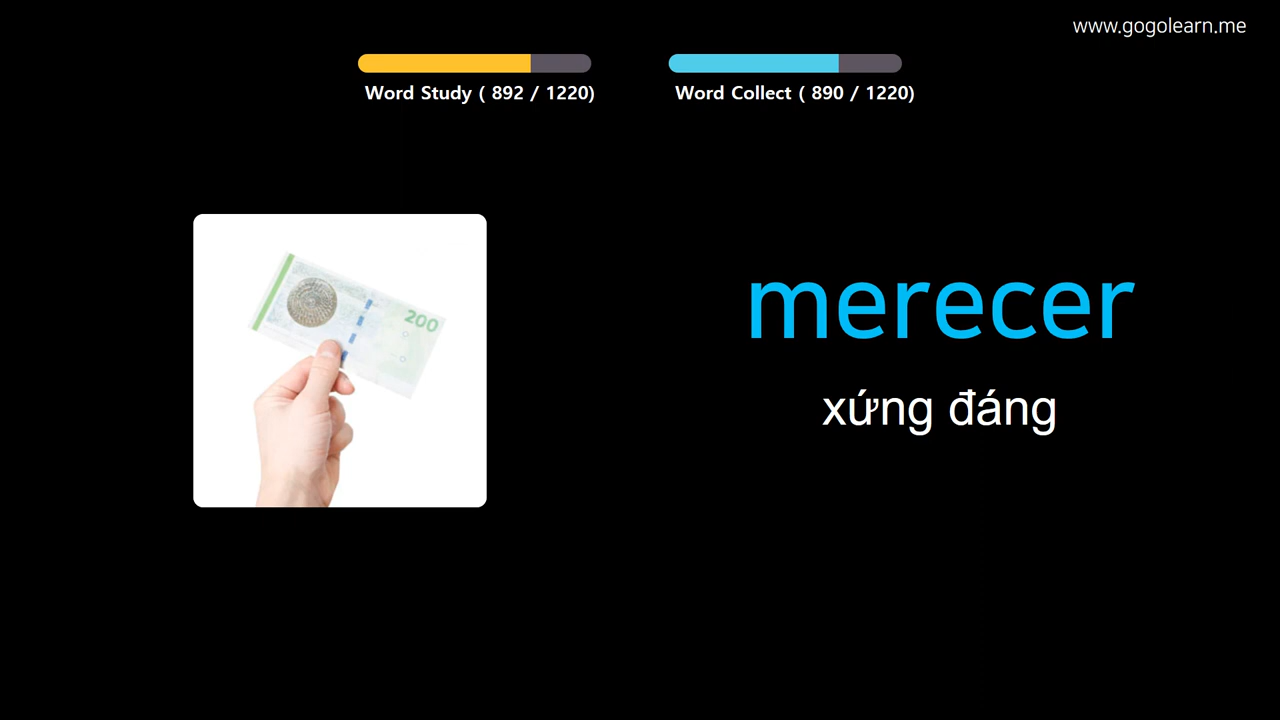 www.gogolearn.me
Word Study ( 892 / 1220)
Word Collect ( 890 / 1220)
200
merecer
xứng đáng